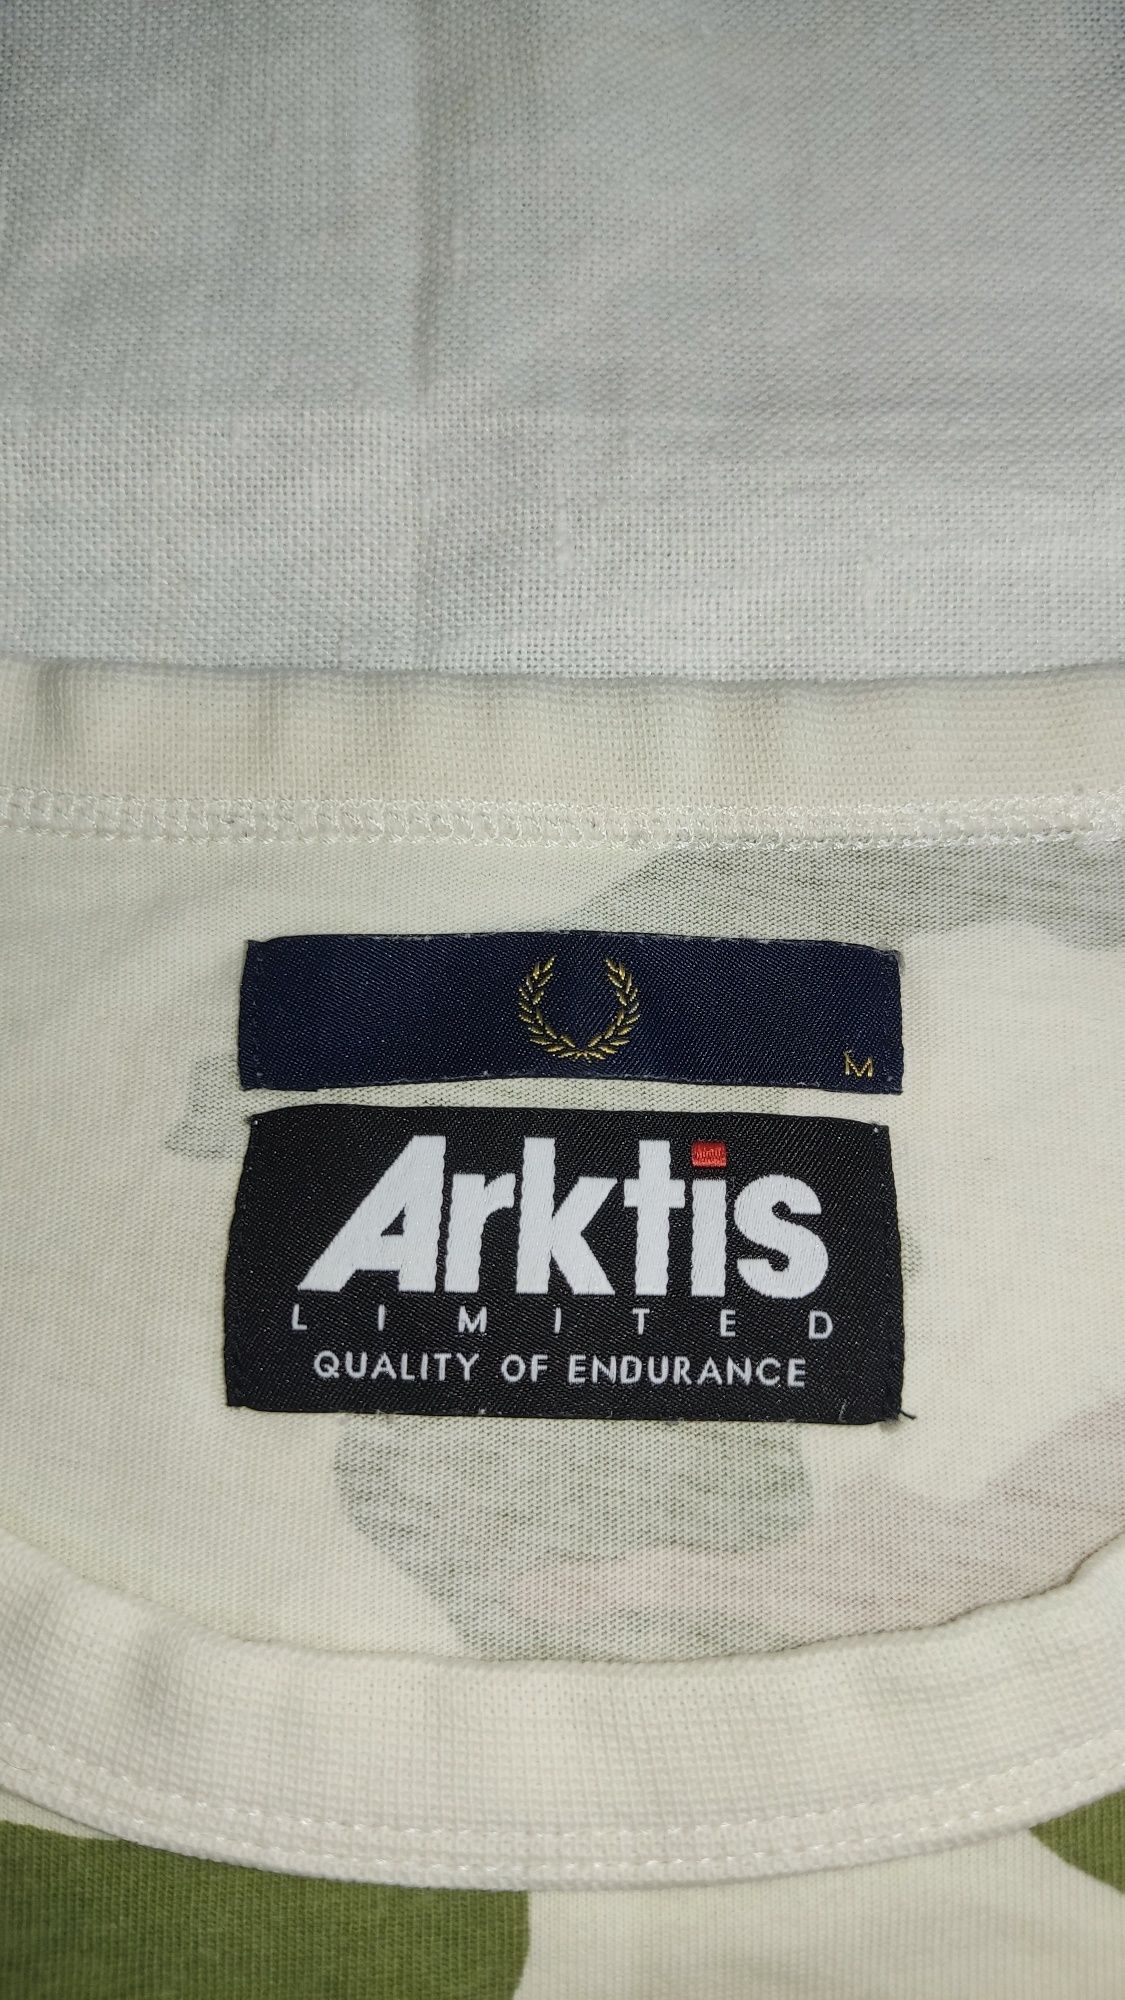 M
Arktis
LIMITED
QUALITY OF ENDURANCE